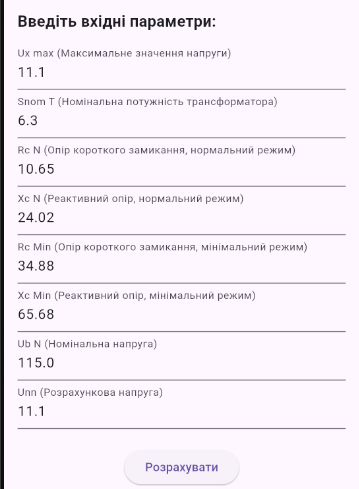 Введіть вхідні параметри:
Ux max (Максимальне значення напруги)
11.1
Snom T (Номінальна потужність трансформатора)
6.3
Rc N (Опір короткого замикання, нормальний режим)
10.65
Xc N (Реактивний опір, нормальний режим)
24.02
Rc Min (Опір короткого замикання, мінімальний режим)
34.88
Xc Min (Реактивний опір, мінімальний режим)
65.68
Ub N (Номінальна напруга)
115.0
Unn (Розрахункова напруга)
11.1
Розрахувати